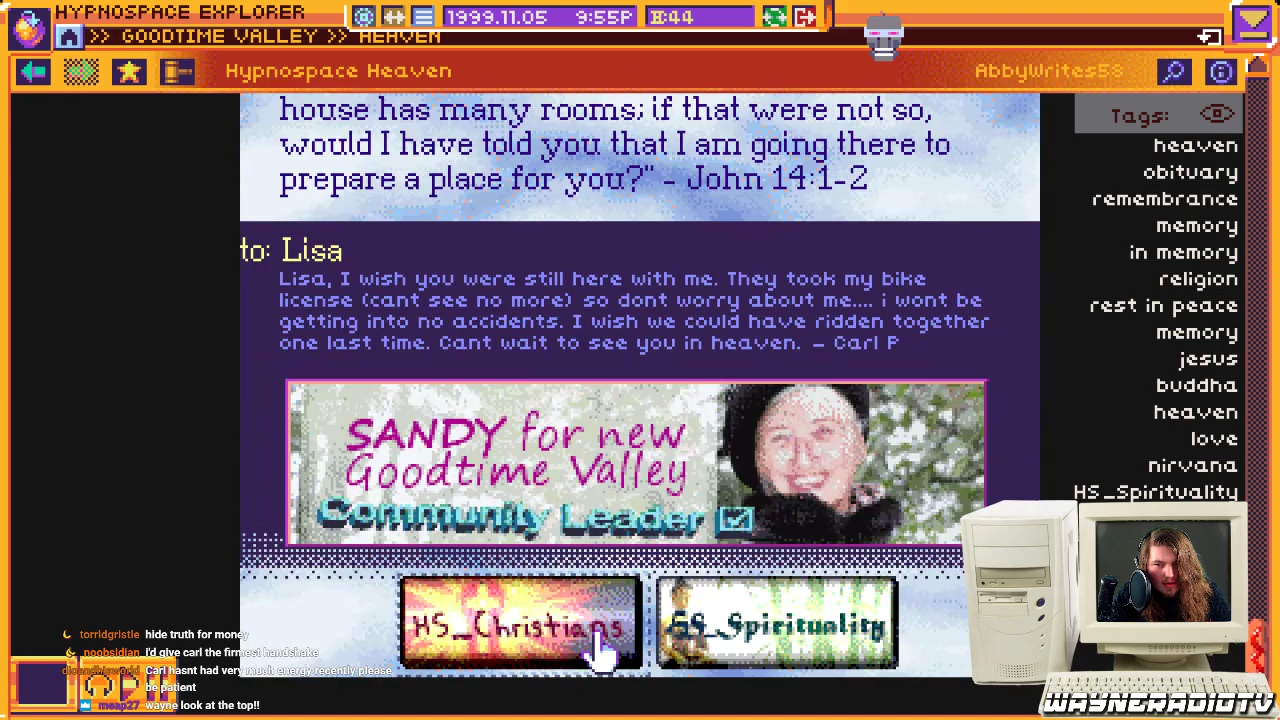 HYPNOSPACE EXPLORER
1999.11.05 9:55P
:44
>> GOODTIME VALLEY >> HEAVEN
Hypnospace Heaven
AbbyWrites58
house has many rooms; if that were not so,
would I have told you that I am going there to
prepare a place for you?" - John 14:1-2
to: Lisa
Lisa, I wish you were still here with me. They took my bike
license (cant see no more) so dont worry about me.... i wont be
getting into no accidents. I wish we could have ridden together
one last time. Cant wait to see you in heaven. - Carl P
SANDY for new
Goodtime Valley
Community Leader
HS_Christians
HS_Spirituality
Tags:
heaven
obituary
remembrance
memory
in memory
religion
rest in peace
memory
jesus
buddha
heaven
love
nirvana
HS_Spirituality
torridgristle hide truth for money
noobsidian I'd give carl the firmest handshake
Carl hasnt had very much energy recently please
be patient
meap27 wayne look at the top!!
WAYNERADIOTV